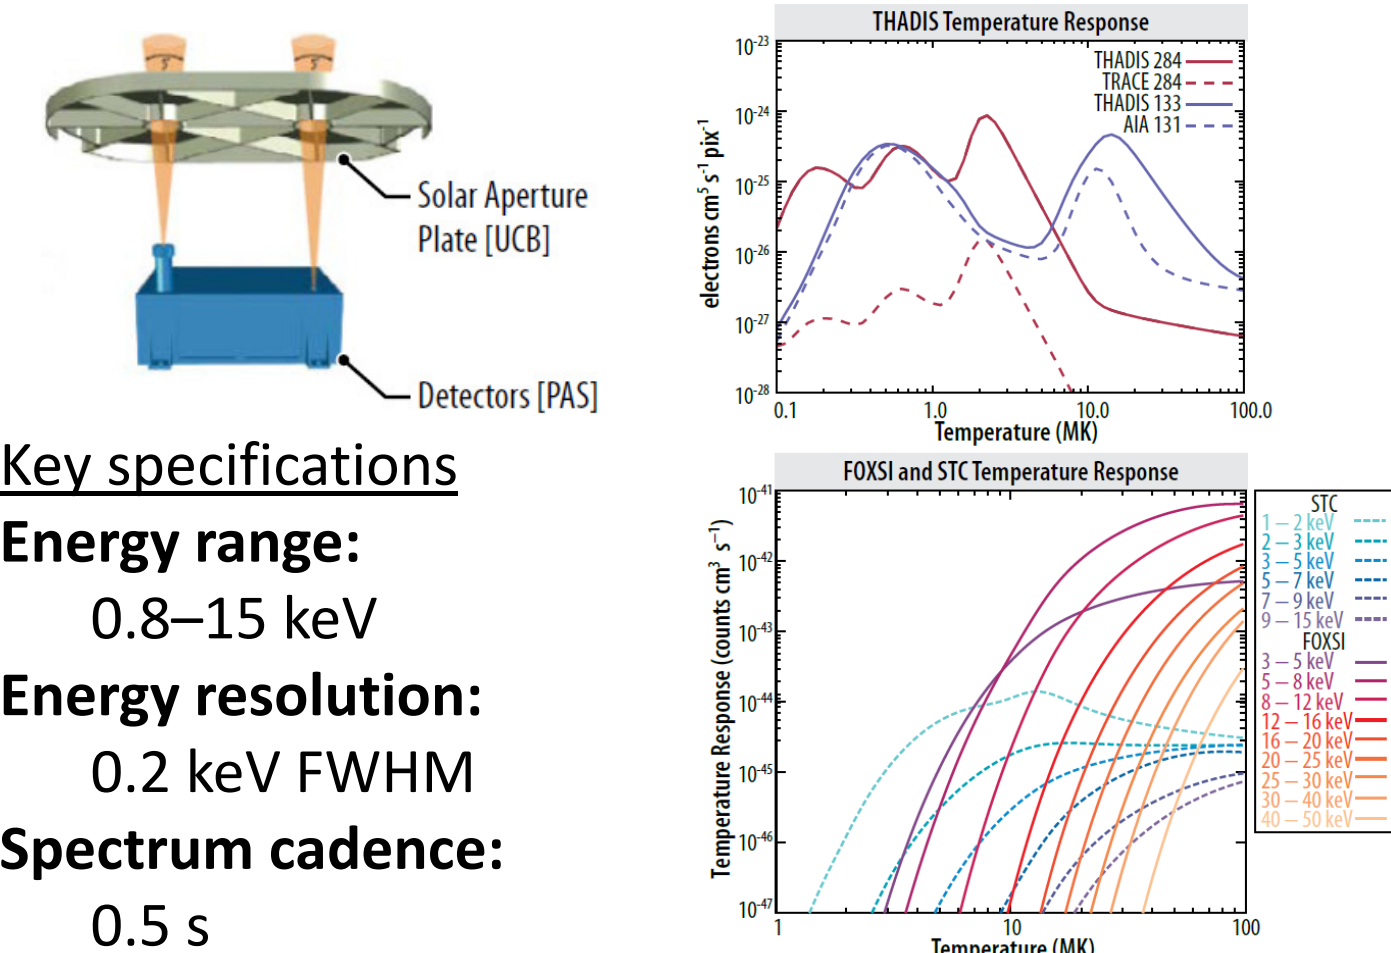 5'
5'
Solar Aperture
Plate [UCB]
Detectors [PAS]
Key specifications
Energy range:
0.8–15 keV
Energy resolution:
0.2 keV FWHM
Spectrum cadence:
0.5 s
THADIS Temperature Response
electrons cm⁵ s⁻¹ pix⁻¹
10⁻²³
10⁻²⁴
10⁻²⁵
10⁻²⁶
10⁻²⁷
10⁻²⁸
THADIS 284
TRACE 284
THADIS 133
AIA 131
0.1 1.0 10.0 100.0
Temperature (MK)
FOXSI and STC Temperature Response
Temperature Response (counts cm³ s⁻¹)
10⁻⁴¹
10⁻⁴²
10⁻⁴³
10⁻⁴⁴
10⁻⁴⁵
10⁻⁴⁶
10⁻⁴⁷
1 10 100
Temperature (MK)
STC
1 – 2 keV
2 – 3 keV
3 – 5 keV
5 – 7 keV
7 – 9 keV
9 – 15 keV
FOXSI
3 – 5 keV
5 – 8 keV
8 – 12 keV
12 – 16 keV
16 – 20 keV
20 – 25 keV
25 – 30 keV
30 – 40 keV
40 – 50 keV